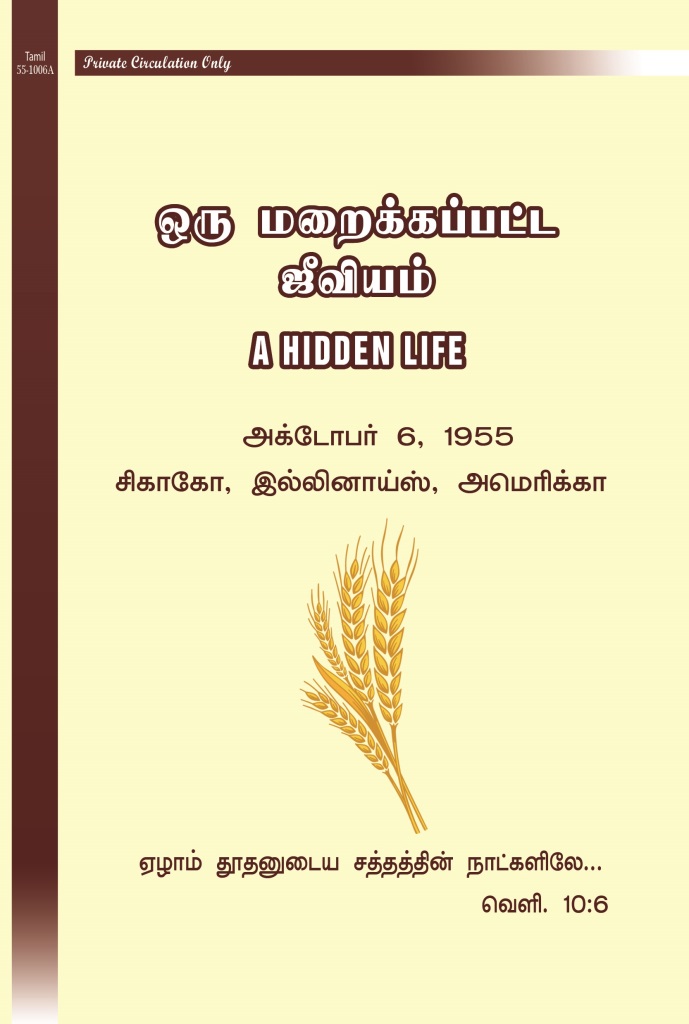 Tamil
55-1006A
Private Circulation Only
ஒரு மறைக்கப்பட்ட
ஜீவியம்
A HIDDEN LIFE
அக்டோபர் 6, 1955
சிகாகோ, இல்லினாய்ஸ், அமெரிக்கா
ஏழாம் தூதனுடைய சத்தத்தின் நாட்களிலே...
வெளி. 10:6